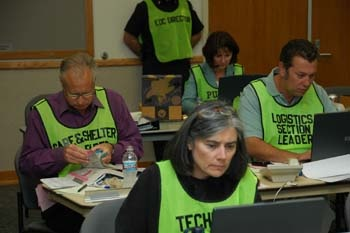 EOC DIRECTOR
CARE & SHELTER
LOGISTICS
SECTION
LEADER
TECH